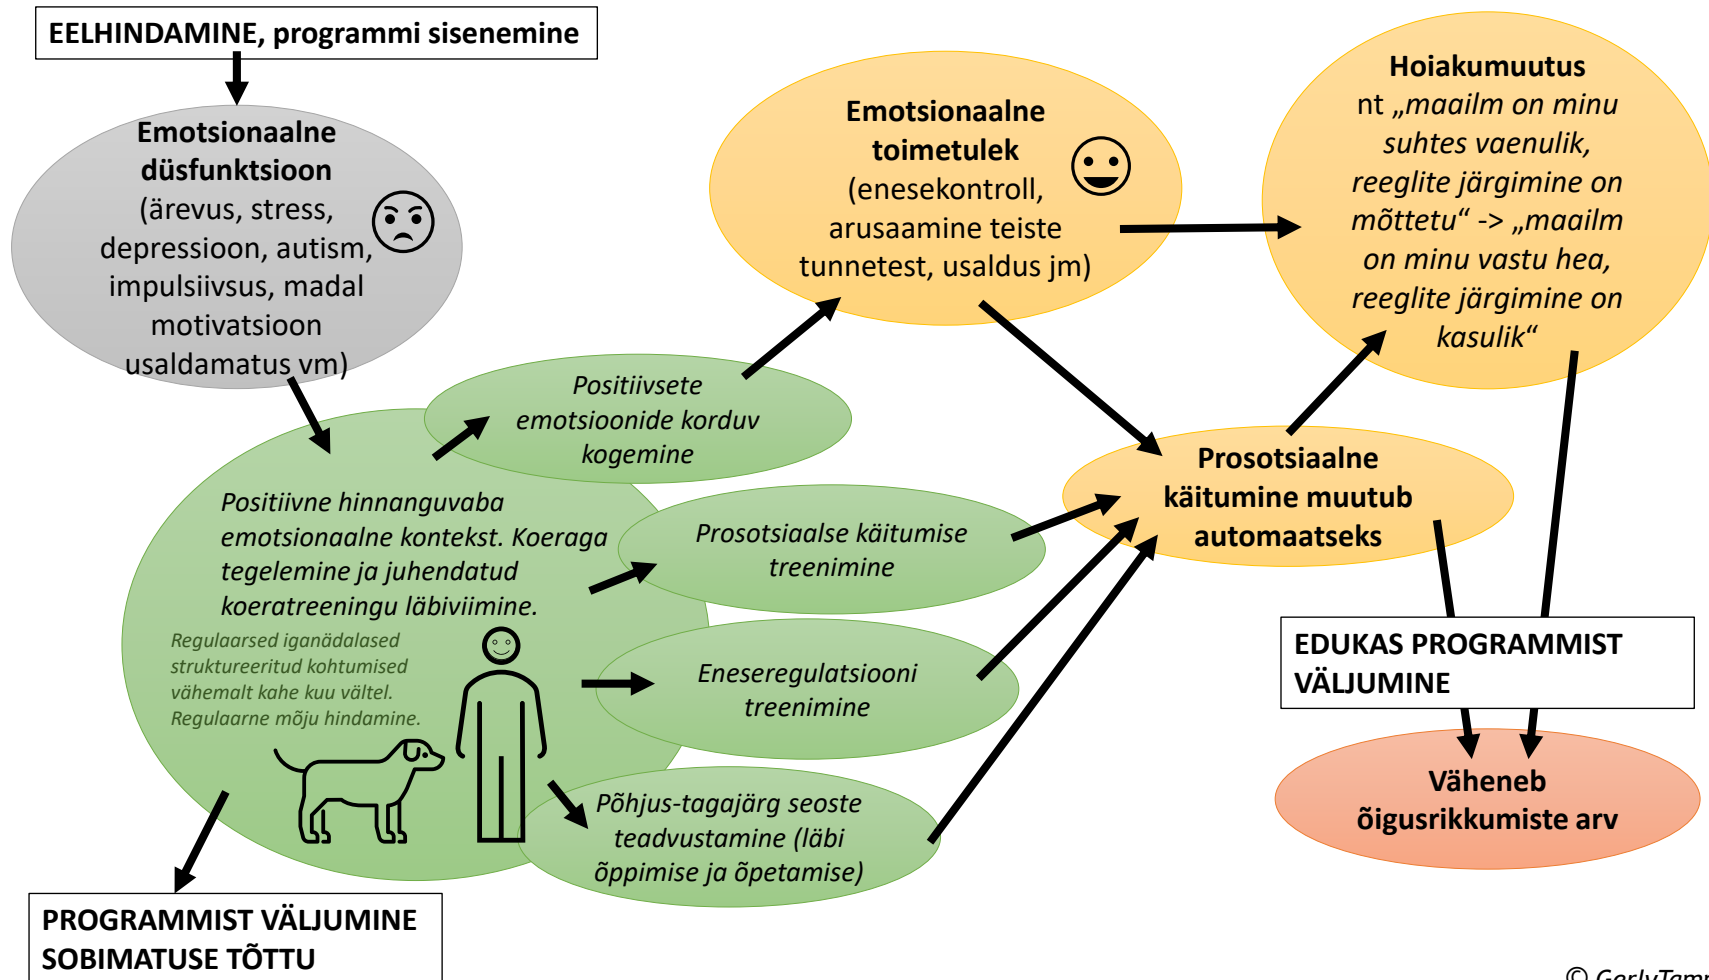 EELHINDAMINE, programmi sisenemine
Emotsionaalne
düsfunktsioon
(ärevus, stress,
depressioon, autism,
impulsiivsus, madal
motivatsioon
usaldamatus vm)
Emotsionaalne
toimetulek
(enesekontroll,
arusaamine teiste
tunnetest, usaldus jm)
Hoiakumuutus
nt „maailm on minu
suhtes vaenulik,
reeglite järgimine on
mõttetu“ -> „maailm
on minu vastu hea,
reeglite järgimine on
kasulik“
Positiivsete
emotsioonide korduv
kogemine
Positiivne hinnanguvaba
emotsionaalne kontekst. Koeraga
tegelemine ja juhendatud
koeratreeningu läbiviimine.
Regulaarsed iganädalased
struktureeritud kohtumised
vähemalt kahe kuu vältel.
Regulaarne mõju hindamine.
Prosotsiaalse käitumise
treenimine
Eneseregulatsiooni
treenimine
Põhjus-tagajärg seoste
teadvustamine (läbi
õppimise ja õpetamise)
Prosotsiaalne
käitumine muutub
automaatseks
EDUKAS PROGRAMMIST
VÄLJUMINE
Väheneb
õigusrikkumiste arv
PROGRAMMIST VÄLJUMINE
SOBIMATUSE TÕTTU